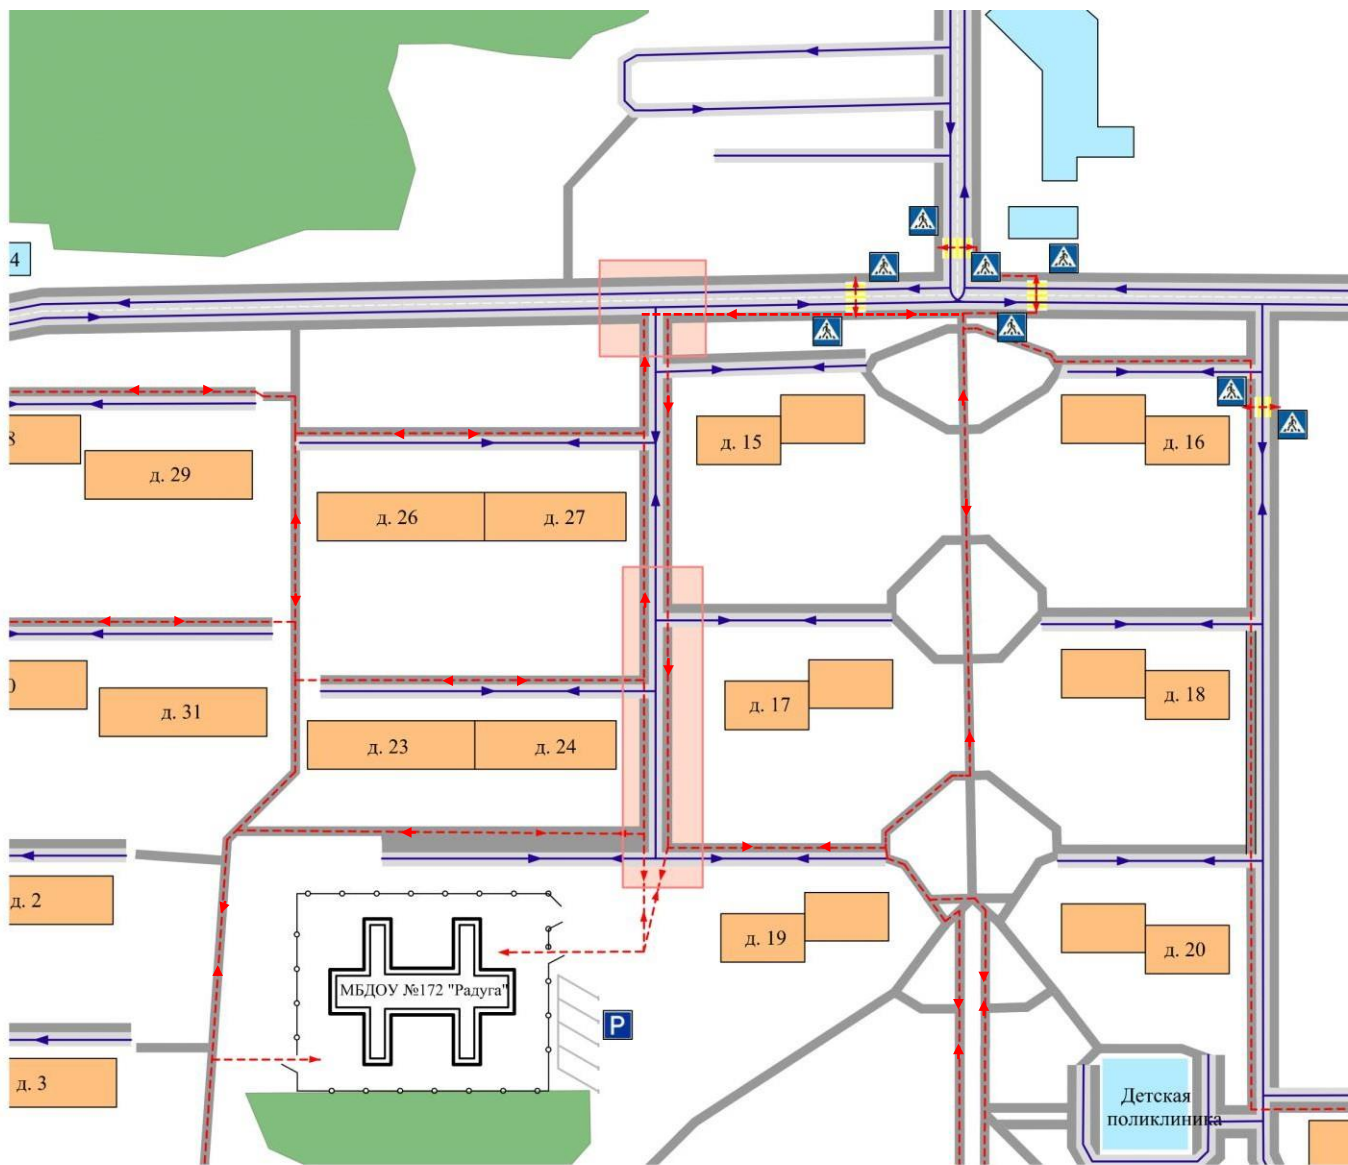 4
д. 15
д. 16
8
д. 29
д. 26
д. 27
д. 31
д. 17
д. 18
д. 23
д. 24
д. 2
д. 19
д. 20
МБДОУ №172 "Радуга"
P
д. 3
Детская
поликлиника